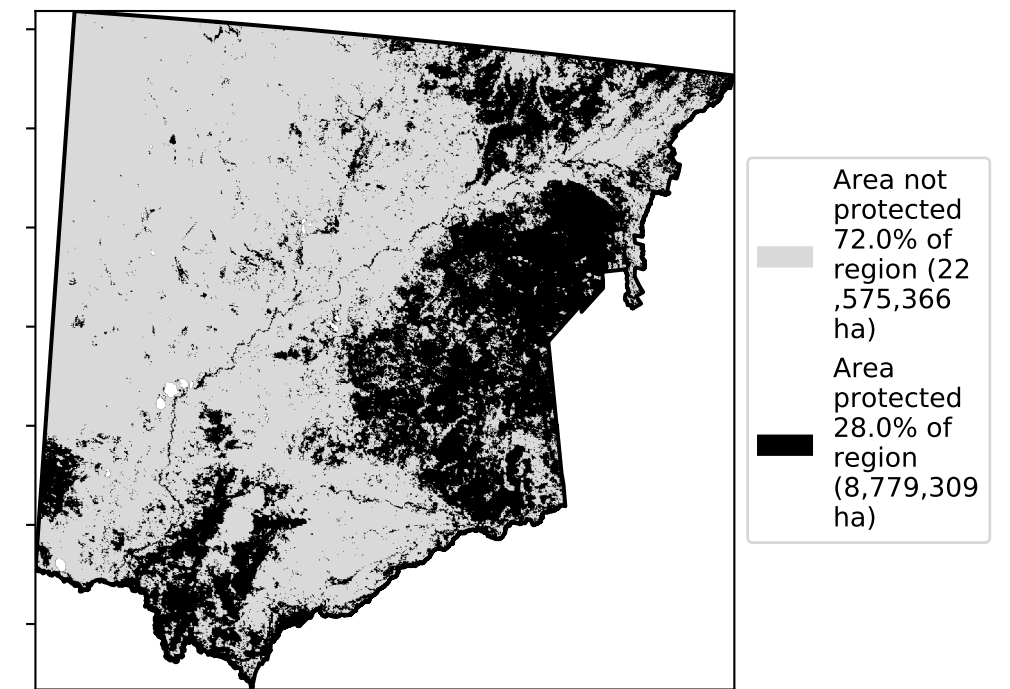 Area not
protected
72.0% of
region (22
,575,366
ha)
Area
protected
28.0% of
region
(8,779,309
ha)